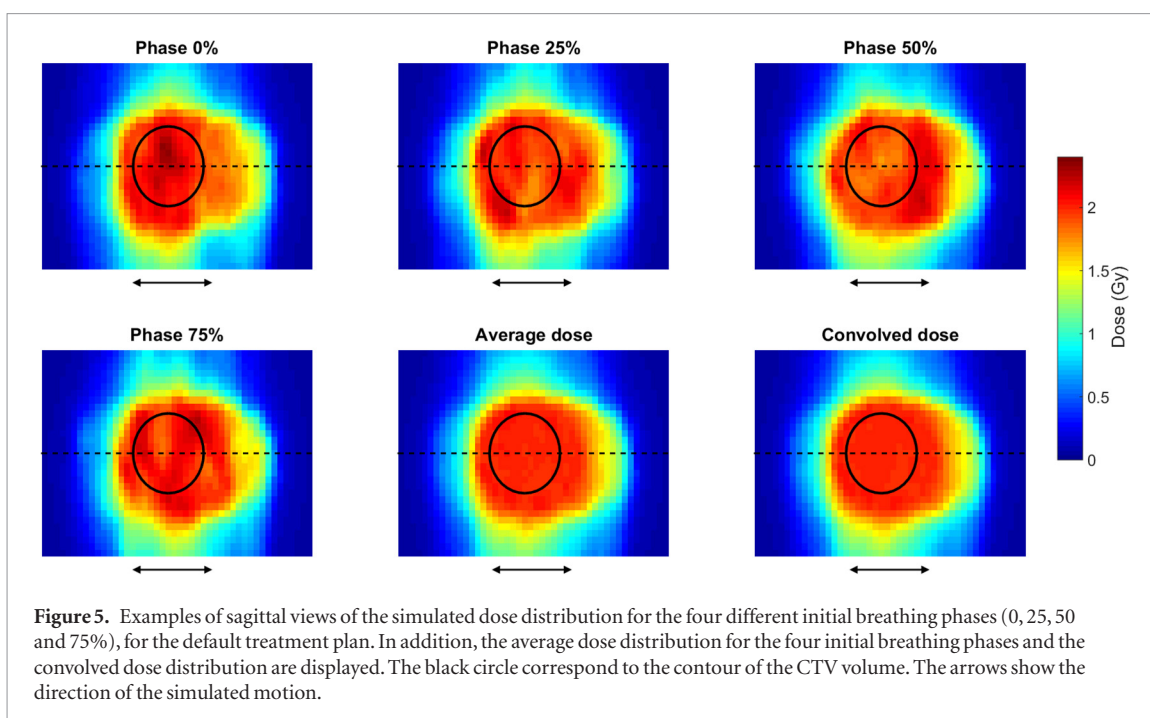 Phase 0%
Phase 25%
Phase 50%
2
1.5
1
0.5
0
Dose (Gy)
Phase 75%
Average dose
Convolved dose
Figure 5. Examples of sagittal views of the simulated dose distribution for the four different initial breathing phases (0, 25, 50
and 75%), for the default treatment plan. In addition, the average dose distribution for the four initial breathing phases and the
convolved dose distribution are displayed. The black circle correspond to the contour of the CTV volume. The arrows show the
direction of the simulated motion.